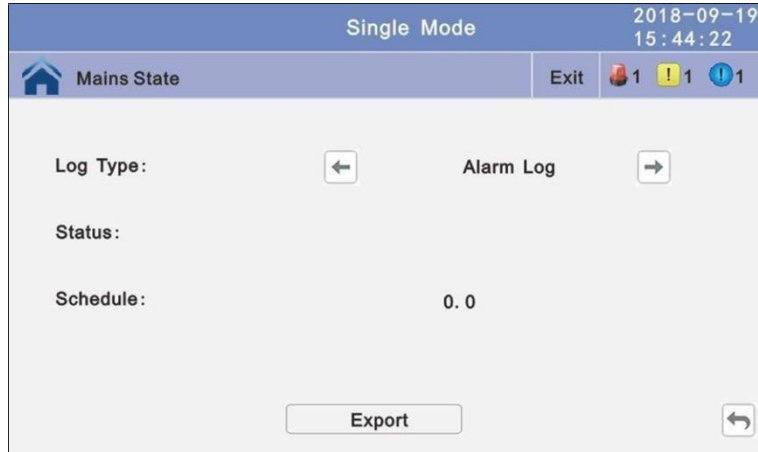 Single Mode
2018-09-19
15:44:22
Mains State
Exit
1
! 1
! 1
Log Type:
Alarm Log
Status:
Schedule:
0.0
Export